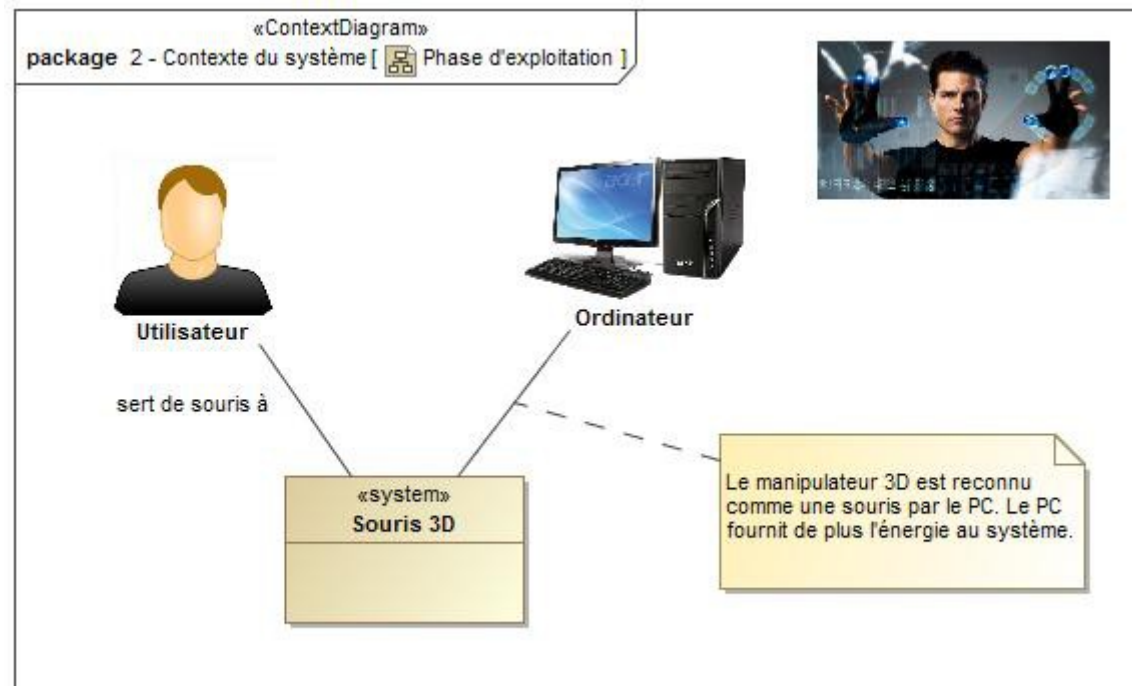 «ContextDiagram»
package 2 - Contexte du système [ Phase d'exploitation ]
acer
Utilisateur
Ordinateur
sert de souris à
«system»
Souris 3D
Le manipulateur 3D est reconnu
comme une souris par le PC. Le PC
fournit de plus l'énergie au système.